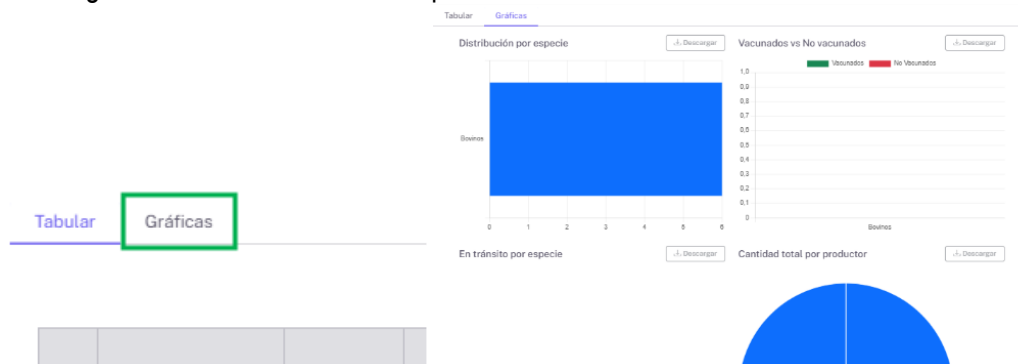 Tabular Gráficas
Tabular Gráficas
Distribución por especie Descargar
Bovinos
0 1 2 3 4 5 6
Vacunados vs No vacunados Descargar
Vacunados No Vacunados
1,0
0,9
0,8
0,7
0,6
0,5
0,4
0,3
0,2
0,1
0
Bovinos
En tránsito por especie Descargar
Cantidad total por productor Descargar